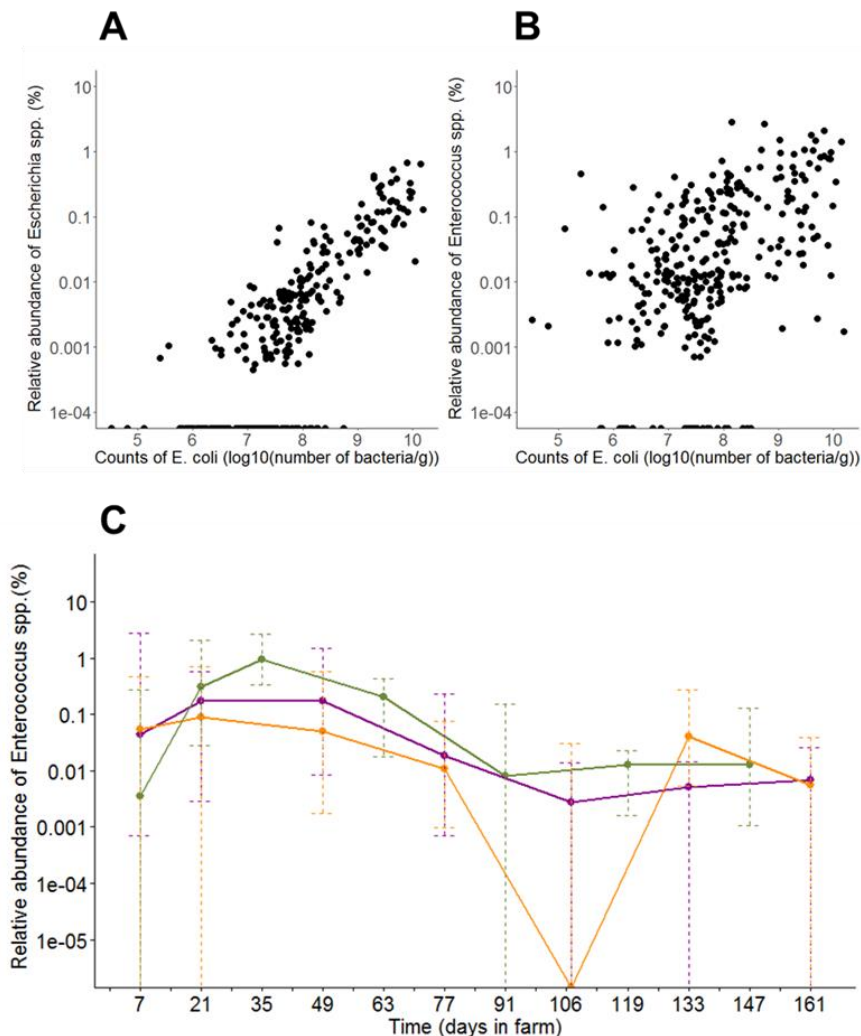 A
B
Relative abundance of Escherichia spp. (%)
10
1
0.1
0.01
0.001
1e-04
5 6 7 8 9 10
Counts of E. coli (log10(number of bacteria/g))
Relative abundance of Enterococcus spp. (%)
10
1
0.1
0.01
0.001
1e-04
5 6 7 8 9 10
Counts of E. coli (log10(number of bacteria/g))
C
Relative abundance of Enterococcus spp.(%)
10
1
0.1
0.01
0.001
1e-04
1e-05
7 21 35 49 63 77 91 106 119 133 147 161
Time (days in farm)